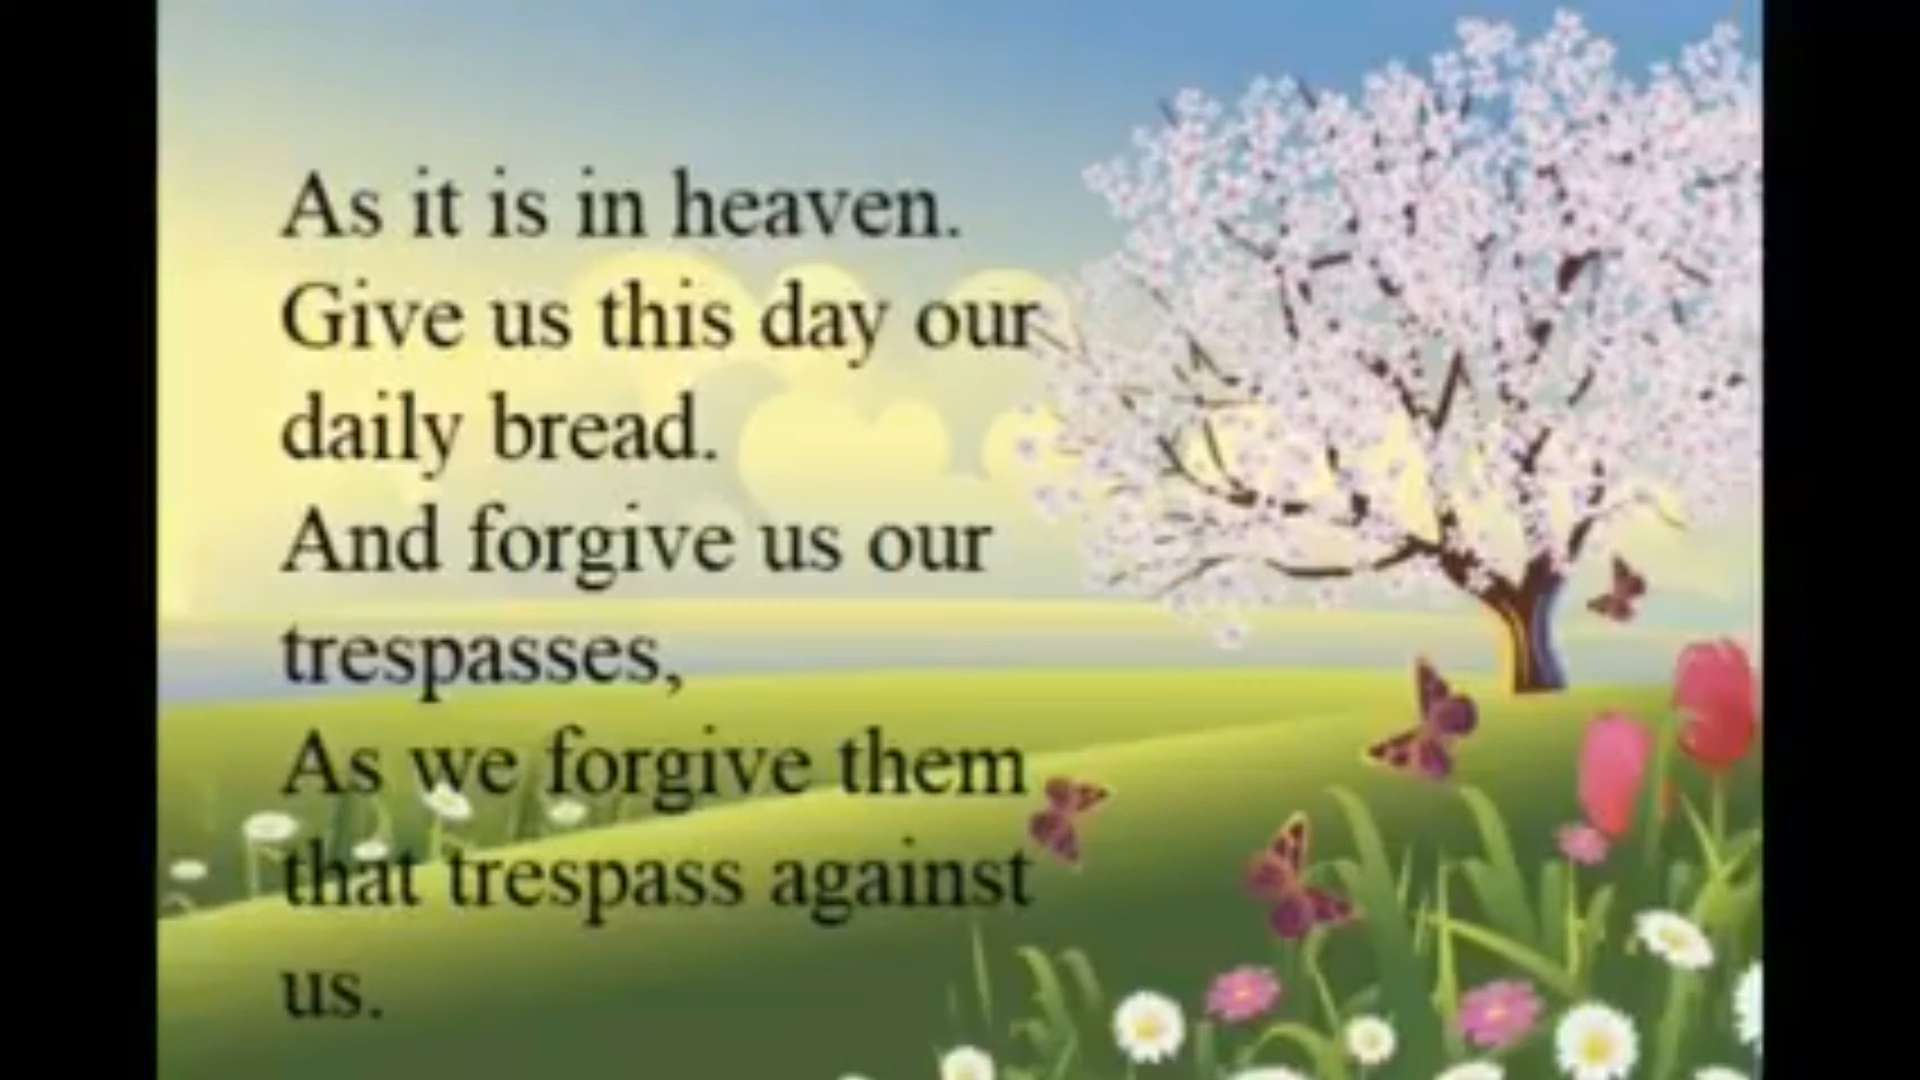 As it is in heaven.
Give us this day our
daily bread.
And forgive us our
trespasses,
As we forgive them
that trespass against
us.